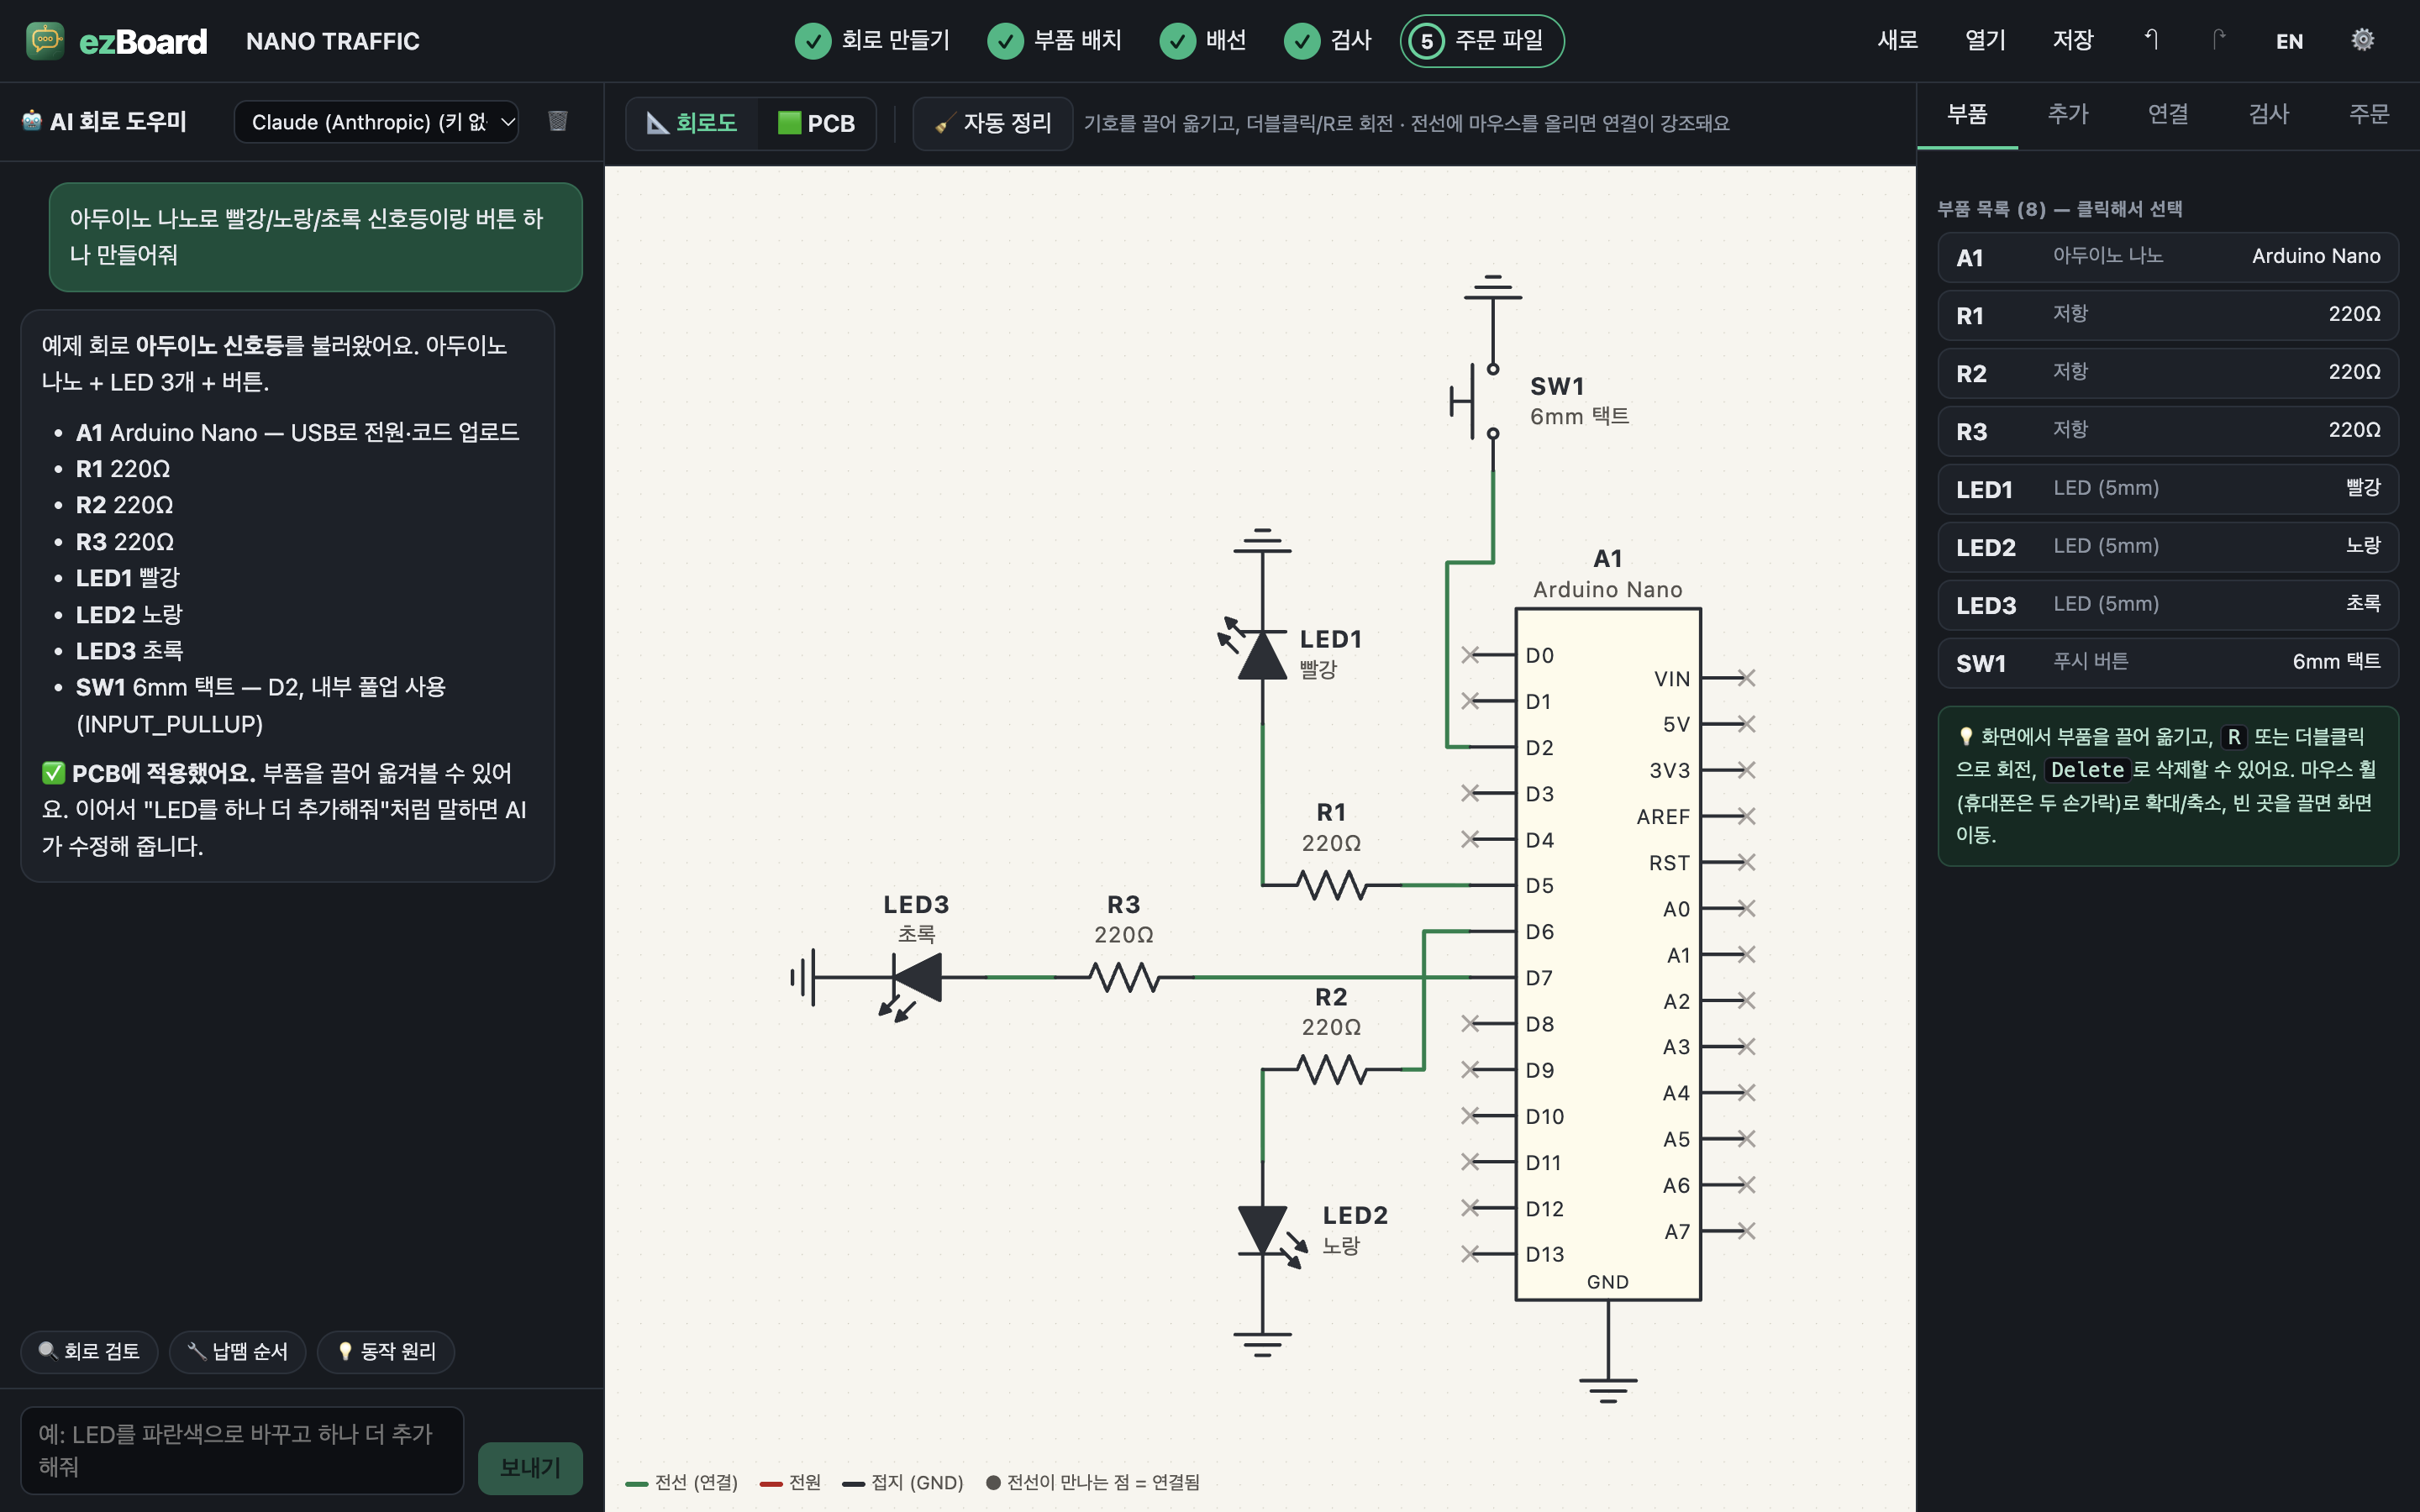 ezBoard
NANO TRAFFIC
회로 만들기
부품 배치
배선
검사
5 주문 파일
새로
열기
저장
EN
AI 회로 도우미
Claude (Anthropic) (키 없
회로도
PCB
자동 정리
기호를 끌어 옮기고, 더블클릭/R로 회전 · 전선에 마우스를 올리면 연결이 강조돼요
부품
추가
연결
검사
주문
아두이노 나노로 빨강/노랑/초록 신호등이랑 버튼 하
나 만들어줘
예제 회로 아두이노 신호등를 불러왔어요. 아두이노
나노 + LED 3개 + 버튼.
• A1 Arduino Nano — USB로 전원·코드 업로드
• R1 220Ω
• R2 220Ω
• R3 220Ω
• LED1 빨강
• LED2 노랑
• LED3 초록
• SW1 6mm 택트 — D2, 내부 풀업 사용
(INPUT_PULLUP)
PCB에 적용했어요. 부품을 끌어 옮겨볼 수 있어
요. 이어서 "LED를 하나 더 추가해줘"처럼 말하면 AI
가 수정해 줍니다.
회로 검토
납땜 순서
동작 원리
예: LED를 파란색으로 바꾸고 하나 더 추가
해줘
보내기
SW1
6mm 택트
A1
Arduino Nano
LED1
빨강
R1
220Ω
LED3
초록
R3
220Ω
R2
220Ω
LED2
노랑
D0
D1
D2
D3
D4
D5
D6
D7
D8
D9
D10
D11
D12
D13
VIN
5V
3V3
AREF
RST
A0
A1
A2
A3
A4
A5
A6
A7
GND
전선 (연결)
전원
접지 (GND)
전선이 만나는 점 = 연결됨
부품 목록 (8) — 클릭해서 선택
A1 아두이노 나노 Arduino Nano
R1 저항 220Ω
R2 저항 220Ω
R3 저항 220Ω
LED1 LED (5mm) 빨강
LED2 LED (5mm) 노랑
LED3 LED (5mm) 초록
SW1 푸시 버튼 6mm 택트
화면에서 부품을 끌어 옮기고, R 또는 더블클릭
으로 회전, Delete로 삭제할 수 있어요. 마우스 휠
(휴대폰은 두 손가락)로 확대/축소, 빈 곳을 끌면 화면
이동.